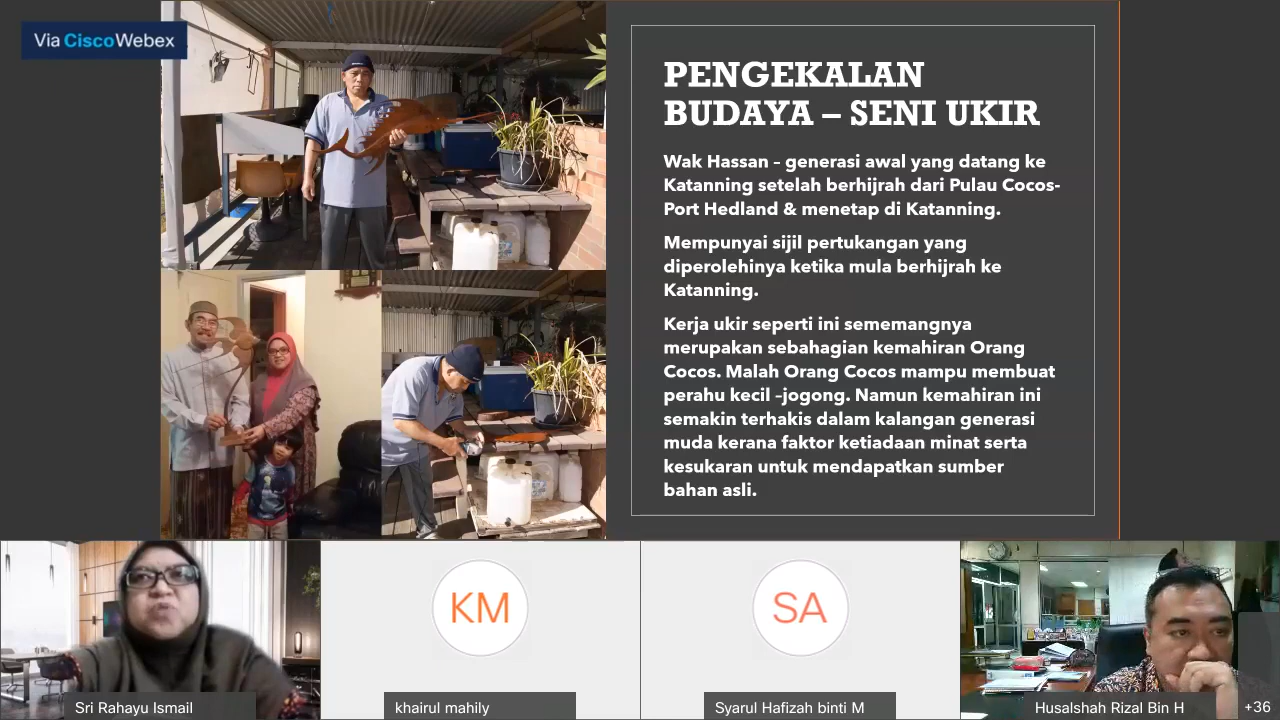 Via CiscoWebex
PENGEKALAN
BUDAYA – SENI UKIR
Wak Hassan – generasi awal yang datang ke
Katanning setelah berhijrah dari Pulau Cocos-
Port Hedland & menetap di Katanning.
Mempunyai sijil pertukangan yang
diperolehinya ketika mula berhijrah ke
Katanning.
Kerja ukir seperti ini sememangnya
merupakan sebahagian kemahiran Orang
Cocos. Malah Orang Cocos mampu membuat
perahu kecil –jogong. Namun kemahiran ini
semakin terhakis dalam kalangan generasi
muda kerana faktor ketiadaan minat serta
kesukaran untuk mendapatkan sumber
bahan asli.
KM
SA
Sri Rahayu Ismail
khairul mahily
Syarul Hafizah binti M
Husalshah Rizal Bin H
+36